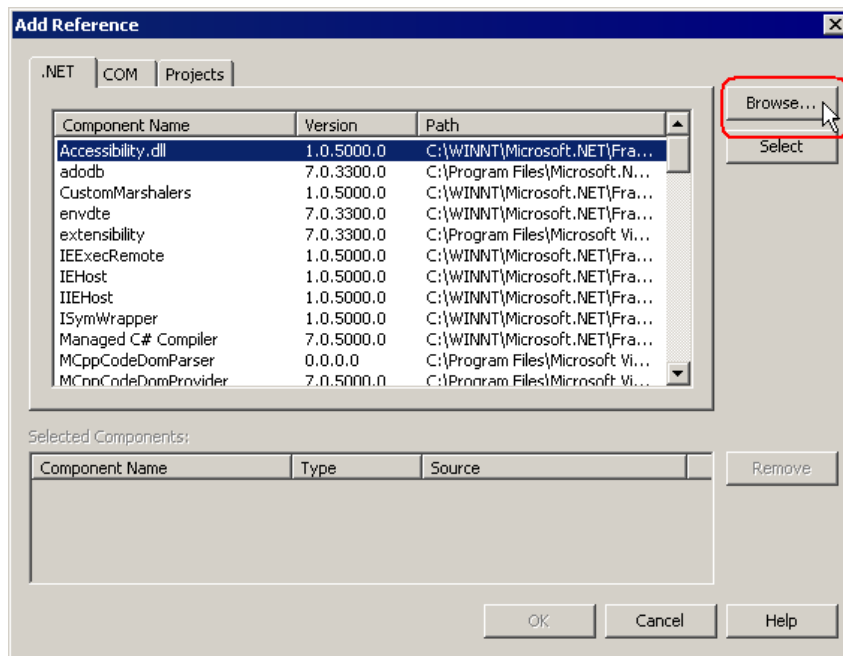 Add Reference
.NET COM Projects
Browse...
Component Name Version Path
Select
Accessibility.dll 1.0.5000.0 C:\WINNT\Microsoft.NET\Fra...
adodb 7.0.3300.0 C:\Program Files\Microsoft.N...
CustomMarshalers 1.0.5000.0 C:\WINNT\Microsoft.NET\Fra...
envdte 7.0.3300.0 C:\WINNT\Microsoft.NET\Fra...
extensibility 7.0.3300.0 C:\Program Files\Microsoft Vi...
IEExecRemote 1.0.5000.0 C:\WINNT\Microsoft.NET\Fra...
IEHost 1.0.5000.0 C:\WINNT\Microsoft.NET\Fra...
IIEHost 1.0.5000.0 C:\WINNT\Microsoft.NET\Fra...
ISymWrapper 1.0.5000.0 C:\WINNT\Microsoft.NET\Fra...
Managed C# Compiler 7.0.5000.0 C:\WINNT\Microsoft.NET\Fra...
MCppCodeDomParser 0.0.0.0 C:\Program Files\Microsoft Vi...
MCppCodeDomProvider 7.0.5000.0 C:\Program Files\Microsoft Vi...
Selected Components:
Component Name Type Source
Remove
OK Cancel Help